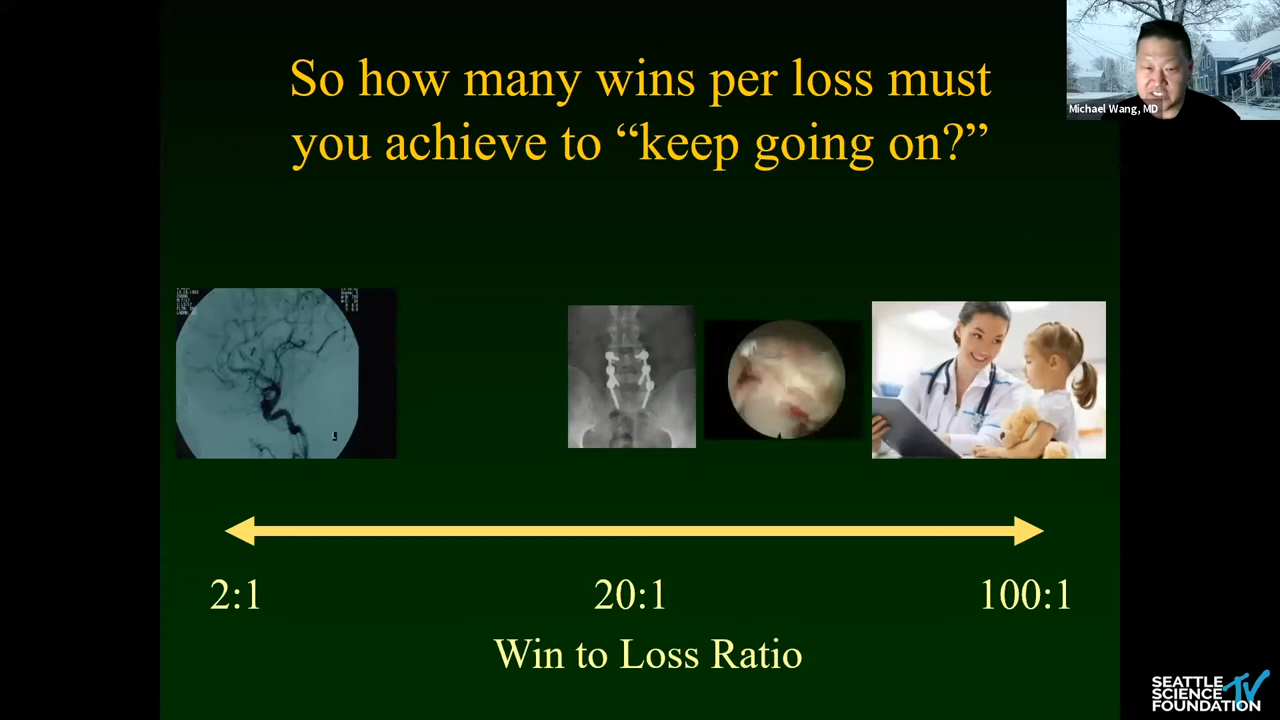 So how many wins per loss must
you achieve to “keep going on?”
Michael Wang, MD
L
2:1
20:1
100:1
Win to Loss Ratio
SEATTLE
SCIENCE
FOUNDATION
TV